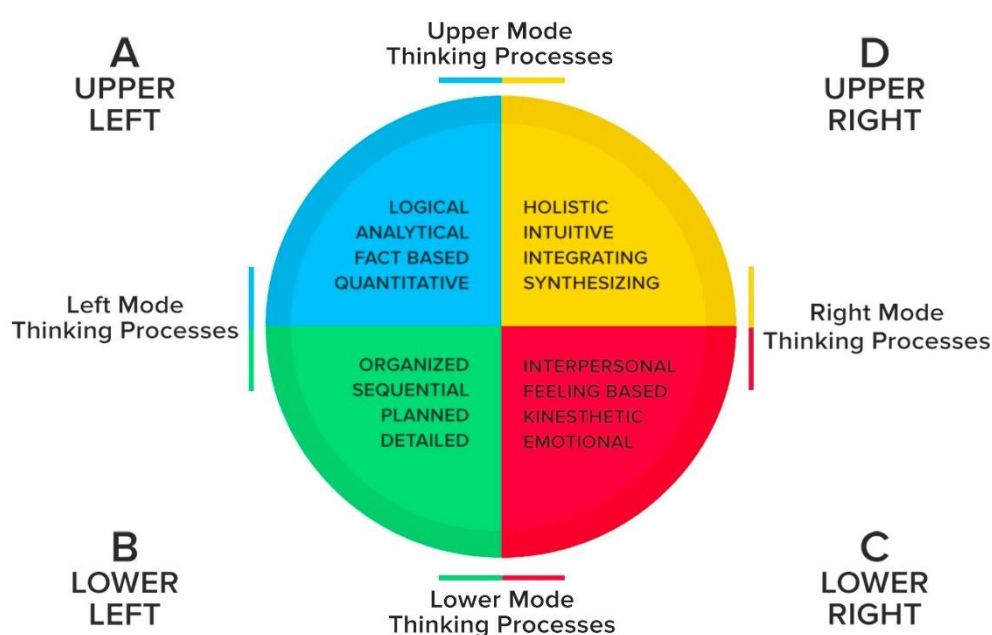 A
UPPER
LEFT
Upper Mode
Thinking Processes
D
UPPER
RIGHT
LOGICAL
ANALYTICAL
FACT BASED
QUANTITATIVE
HOLISTIC
INTUITIVE
INTEGRATING
SYNTHESIZING
Left Mode
Thinking Processes
Right Mode
Thinking Processes
ORGANIZED
SEQUENTIAL
PLANNED
DETAILED
INTERPERSONAL
FEELING BASED
KINESTHETIC
EMOTIONAL
B
LOWER
LEFT
Lower Mode
Thinking Processes
C
LOWER
RIGHT